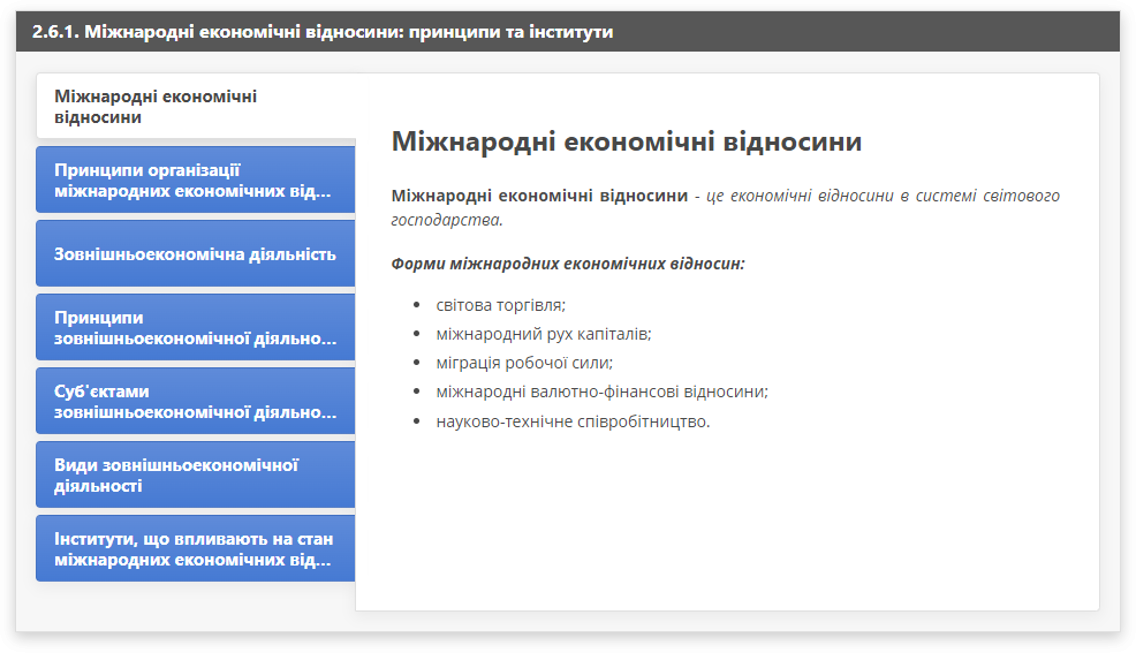 2.6.1. Міжнародні економічні відносини: принципи та інститути
Міжнародні економічні
відносини
Принципи організації
міжнародних економічних від...
Зовнішньоекономічна діяльність
Принципи
зовнішньоекономічної діяльно...
Суб'єктами
зовнішньоекономічної діяльно...
Види зовнішньоекономічної
діяльності
Інститути, що впливають на стан
міжнародних економічних від...
Міжнародні економічні відносини
Міжнародні економічні відносини - це економічні відносини в системі світового
господарства.
Форми міжнародних економічних відносин:
• світова торгівля;
• міжнародний рух капіталів;
• міграція робочої сили;
• міжнародні валютно-фінансові відносини;
• науково-технічне співробітництво.